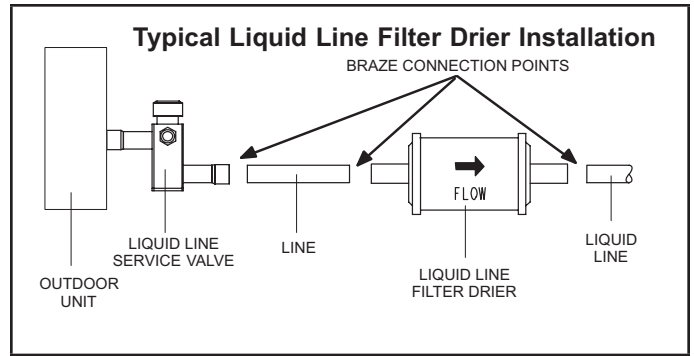 Typical Liquid Line Filter Drier Installation
BRAZE CONNECTION POINTS
FLOW
LIQUID LINE
SERVICE VALVE
LINE
LIQUID
LINE
OUTDOOR
UNIT
LIQUID LINE
FILTER DRIER